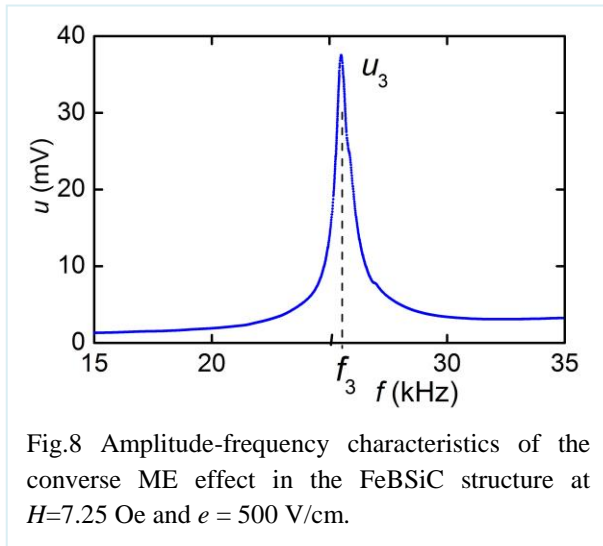 40
30
20
10
0
u (mV)
u₃
15 20 25 30 35
f₃ f (kHz)
Fig.8 Amplitude-frequency characteristics of the
converse ME effect in the FeBSiC structure at
H=7.25 Oe and e = 500 V/cm.